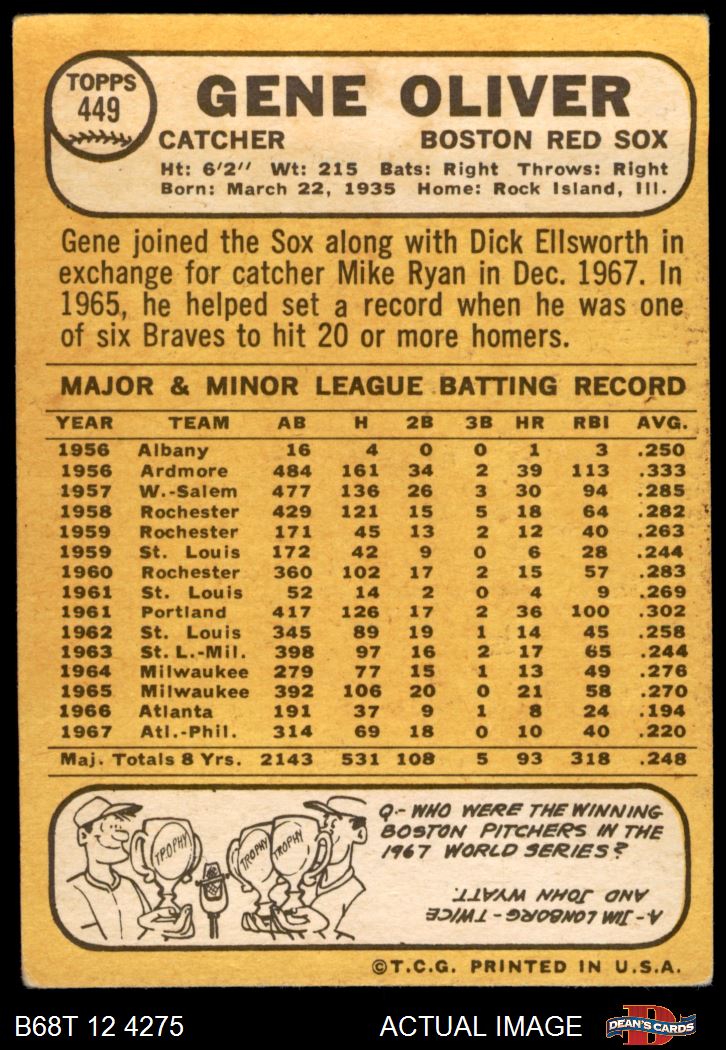 TOPPS
449
GENE OLIVER
CATCHER BOSTON RED SOX
Ht: 6'2" Wt: 215 Bats: Right Throws: Right
Born: March 22, 1935 Home: Rock Island, Ill.
Gene joined the Sox along with Dick Ellsworth in
exchange for catcher Mike Ryan in Dec. 1967. In
1965, he helped set a record when he was one
of six Braves to hit 20 or more homers.
MAJOR & MINOR LEAGUE BATTING RECORD
YEAR TEAM AB H 2B 3B HR RBI AVG.
1956 Albany 16 4 0 0 1 3 .250
1956 Ardmore 484 161 34 2 39 113 .333
1957 W.-Salem 477 136 26 3 30 94 .285
1958 Rochester 429 121 15 5 18 64 .282
1959 Rochester 171 45 13 2 12 40 .263
1959 St. Louis 172 42 9 0 6 28 .244
1960 Rochester 360 102 17 2 15 57 .283
1961 St. Louis 52 14 2 0 4 9 .269
1961 Portland 417 126 17 2 36 100 .302
1962 St. Louis 345 89 19 1 14 45 .258
1963 St. L.-Mil. 398 97 16 2 17 65 .244
1964 Milwaukee 279 77 15 1 13 49 .276
1965 Milwaukee 392 106 20 0 21 58 .270
1966 Atlanta 191 37 9 1 8 24 .194
1967 Atl.-Phil. 314 69 18 0 10 40 .220
Maj. Totals 8 Yrs. 2143 531 108 5 93 318 .248
TROPHY TROPHY TROPHY
Q- WHO WERE THE WINNING
BOSTON PITCHERS IN THE
1967 WORLD SERIES?
A- JIM LONBORG - TWICE
AND JOHN WYATT.
©T.C.G. PRINTED IN U.S.A.
B68T 12 4275 ACTUAL IMAGE D DEAN'S CARDS